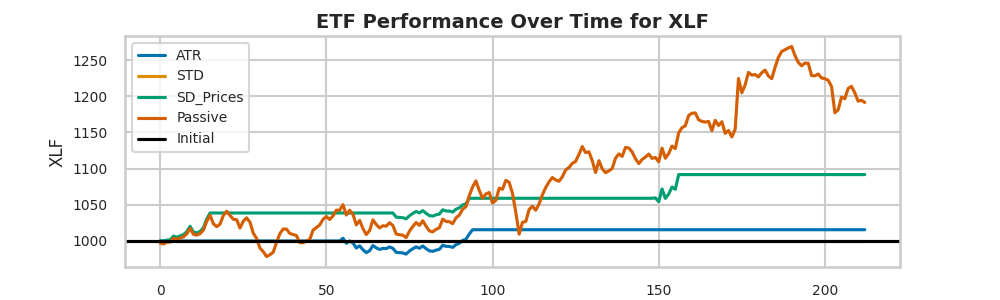 ETF Performance Over Time for XLF
XLF
1250
1200
1150
1100
1050
1000
ATR
STD
SD_Prices
Passive
Initial
0 50 100 150 200